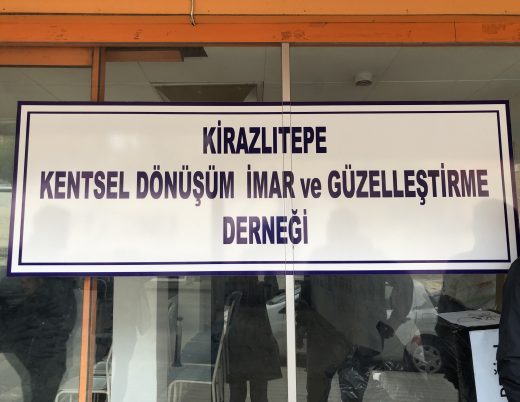 KİRAZLITEPE
KENTSEL DÖNÜŞÜM İMAR ve GÜZELLEŞTİRME
DERNEĞİ